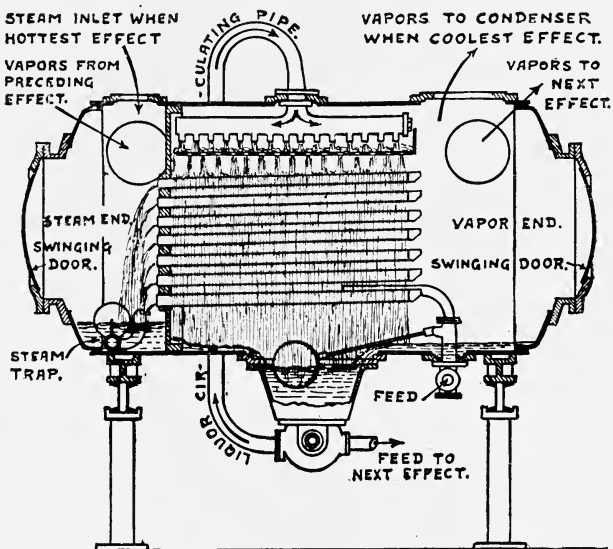 STEAM INLET WHEN
HOTTEST EFFECT
VAPORS FROM
PRECEDING
EFFECT.
-CULATING PIPE.
VAPORS TO CONDENSER
WHEN COOLEST EFFECT.
VAPORS TO
NEXT
EFFECT.
STEAM END.
SWINGING
DOOR.
VAPOR END.
SWINGING DOOR.
STEAM
TRAP.
LIQUOR CIR-
FEED
FEED TO
NEXT EFFECT.